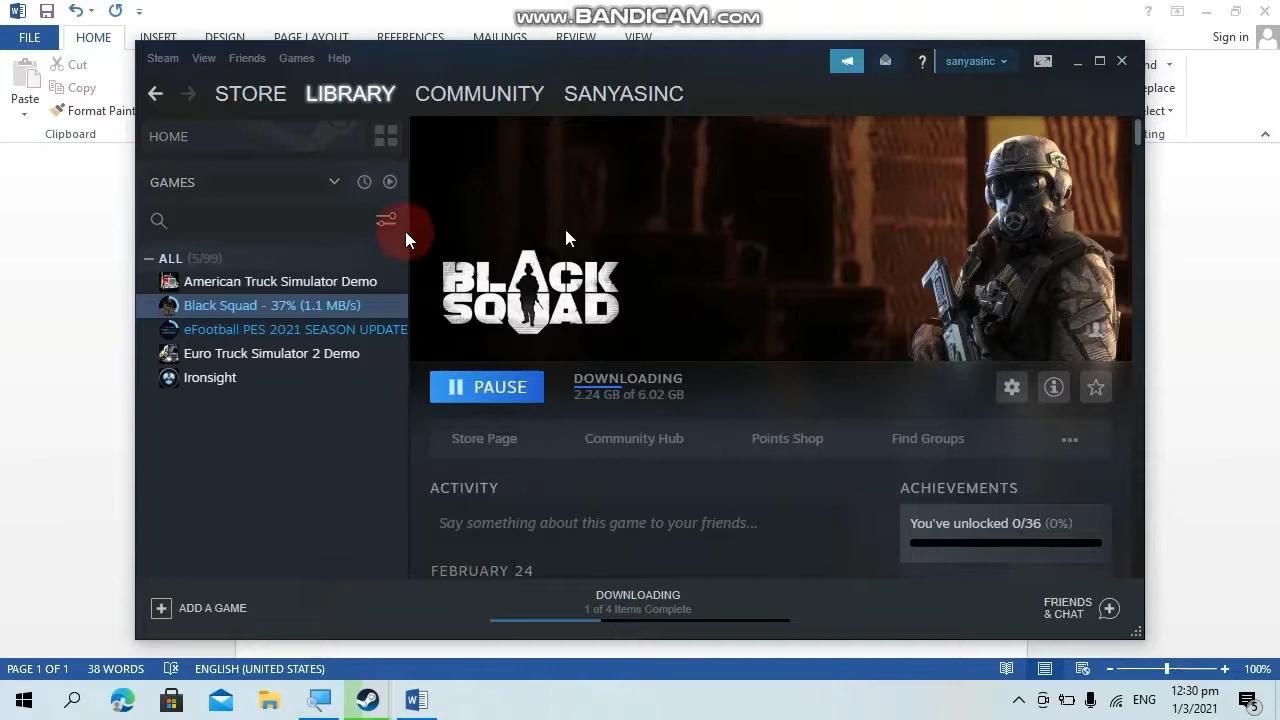 www.BANDICAM.com
FILE HOME INSERT DESIGN PAGE LAYOUT REFERENCES MAILINGS REVIEW VIEW Sign in
Cut
Copy
Format Paint
Paste
Clipboard
Steam View Friends Games Help
sanyasinc
STORE LIBRARY COMMUNITY SANYASINC
HOME
GAMES
ALL (5/99)
American Truck Simulator Demo
Black Squad - 37% (1.1 MB/s)
eFootball PES 2021 SEASON UPDATE
Euro Truck Simulator 2 Demo
Ironsight
BLACK
SQUAD
PAUSE
DOWNLOADING
2.24 GB of 6.02 GB
Store Page Community Hub Points Shop Find Groups
ACTIVITY
Say something about this game to your friends...
FEBRUARY 24
ACHIEVEMENTS
You've unlocked 0/36 (0%)
ADD A GAME
DOWNLOADING
1 of 4 Items Complete
FRIENDS
& CHAT
nd
place
ect
ting
PAGE 1 OF 1 38 WORDS ENGLISH (UNITED STATES) 100%
ENG
12:30 pm
1/3/2021
5